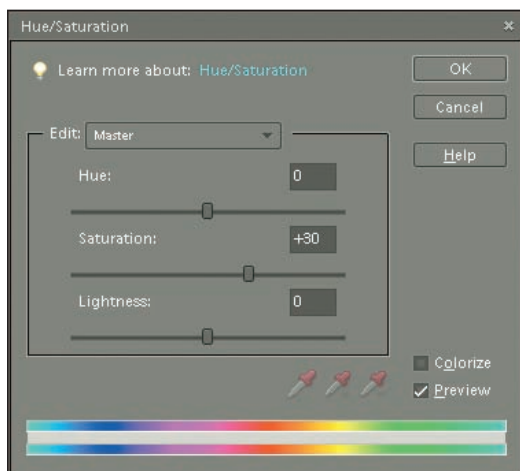 Hue/Saturation
Learn more about: Hue/Saturation
OK
Cancel
Help
Edit: Master
Hue: 0
Saturation: +30
Lightness: 0
Colorize
Preview